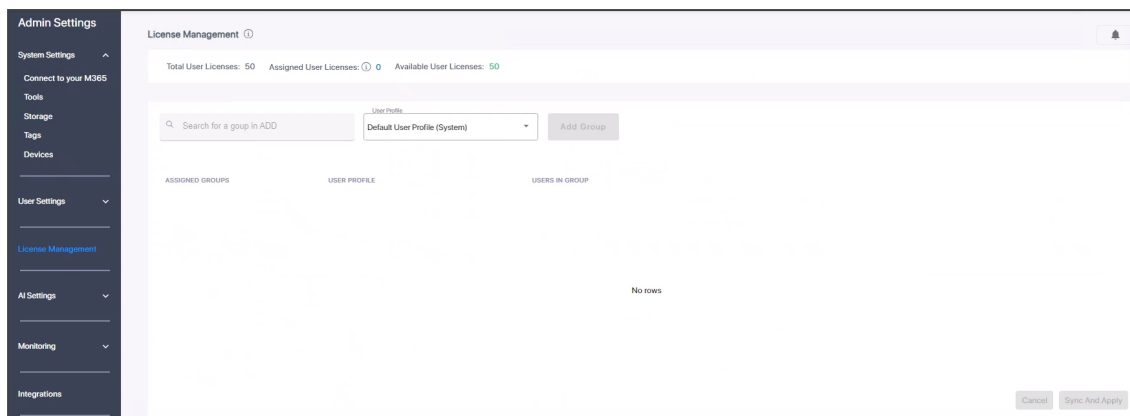 Admin Settings
System Settings
Connect to your M365
Tools
Storage
Tags
Devices
User Settings
License Management
AI Settings
Monitoring
Integrations
License Management
Total User Licenses: 50 Assigned User Licenses: 0 Available User Licenses: 50
Search for a goup in ADD
User Profile
Default User Profile (System)
Add Group
ASSIGNED GROUPS USER PROFILE USERS IN GROUP
No rows
Cancel Sync And Apply